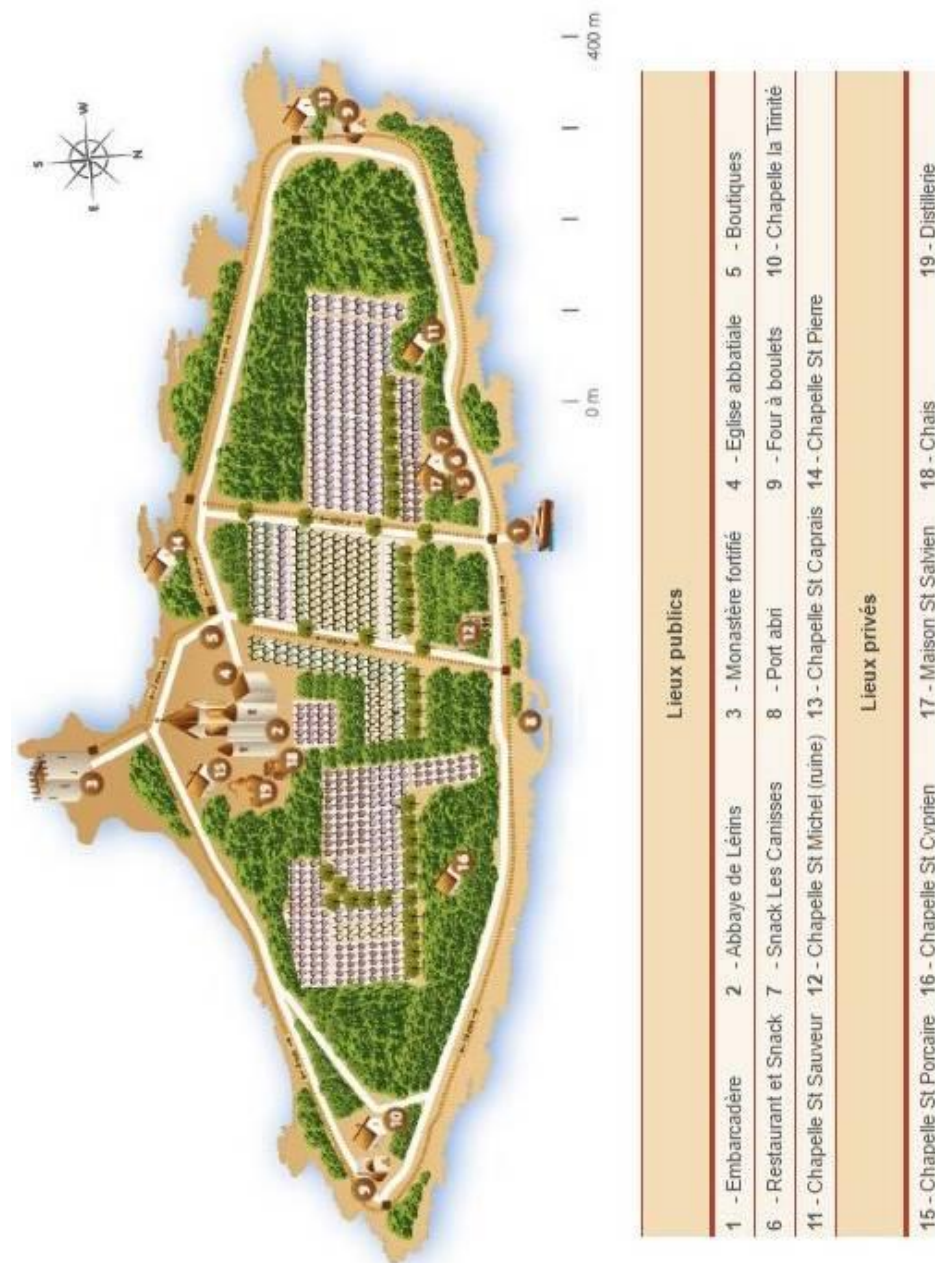 S
W
E
N
0 m
400 m
Lieux publics
1 - Embarcadère 2 - Abbaye de Lérins 3 - Monastère fortifié 4 - Eglise abbatiale 5 - Boutiques
6 - Restaurant et Snack 7 - Snack Les Canisses 8 - Port abri 9 - Four à boulets 10 - Chapelle la Trinité
11 - Chapelle St Sauveur 12 - Chapelle St Michel (ruine) 13 - Chapelle St Caprais 14 - Chapelle St Pierre
Lieux privés
15 - Chapelle St Porcaire 16 - Chapelle St Cyprien 17 - Maison St Salvien 18 - Chais 19 - Distillerie